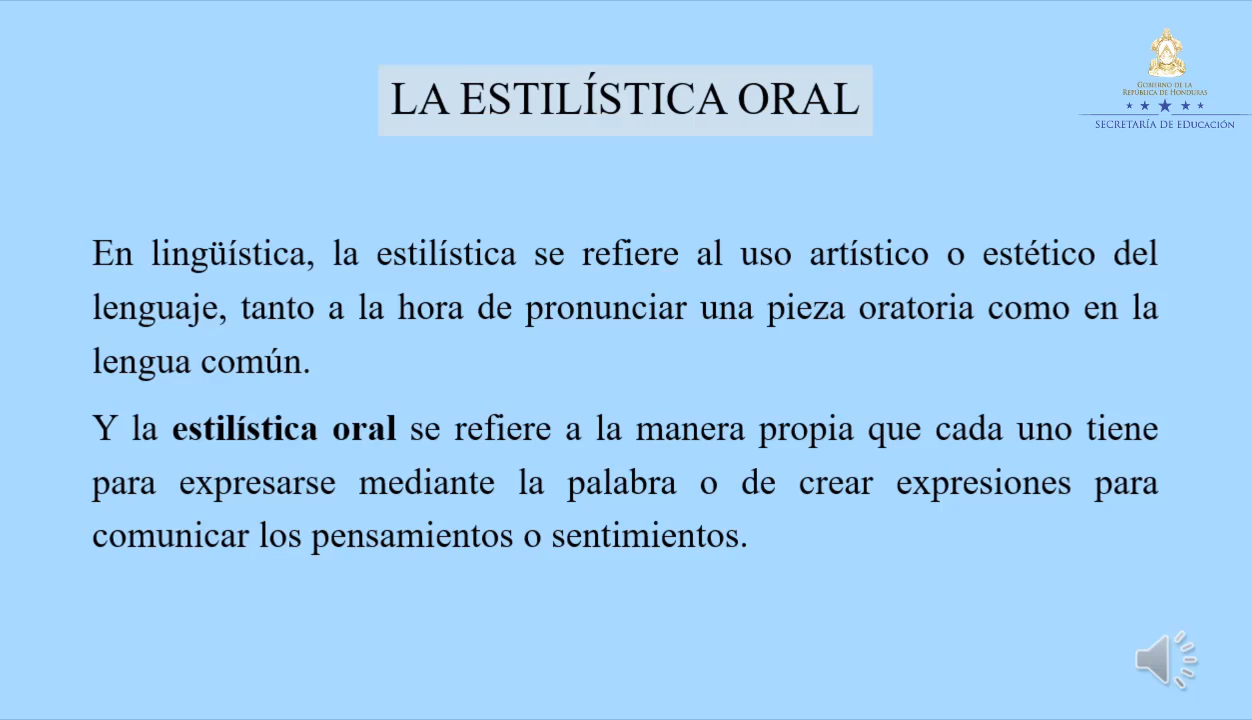 LA ESTILÍSTICA ORAL
GOBIERNO DE LA
REPÚBLICA DE HONDURAS
SECRETARÍA DE EDUCACIÓN
En lingüística, la estilística se refiere al uso artístico o estético del
lenguaje, tanto a la hora de pronunciar una pieza oratoria como en la
lengua común.
Y la estilística oral se refiere a la manera propia que cada uno tiene
para expresarse mediante la palabra o de crear expresiones para
comunicar los pensamientos o sentimientos.